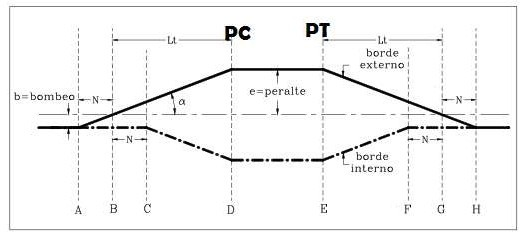 PC
PT
Lt
Lt
borde
externo
b=bombeo
N
α
e=peralte
N
N
borde
interno
N
A
B
C
D
E
F
G
H